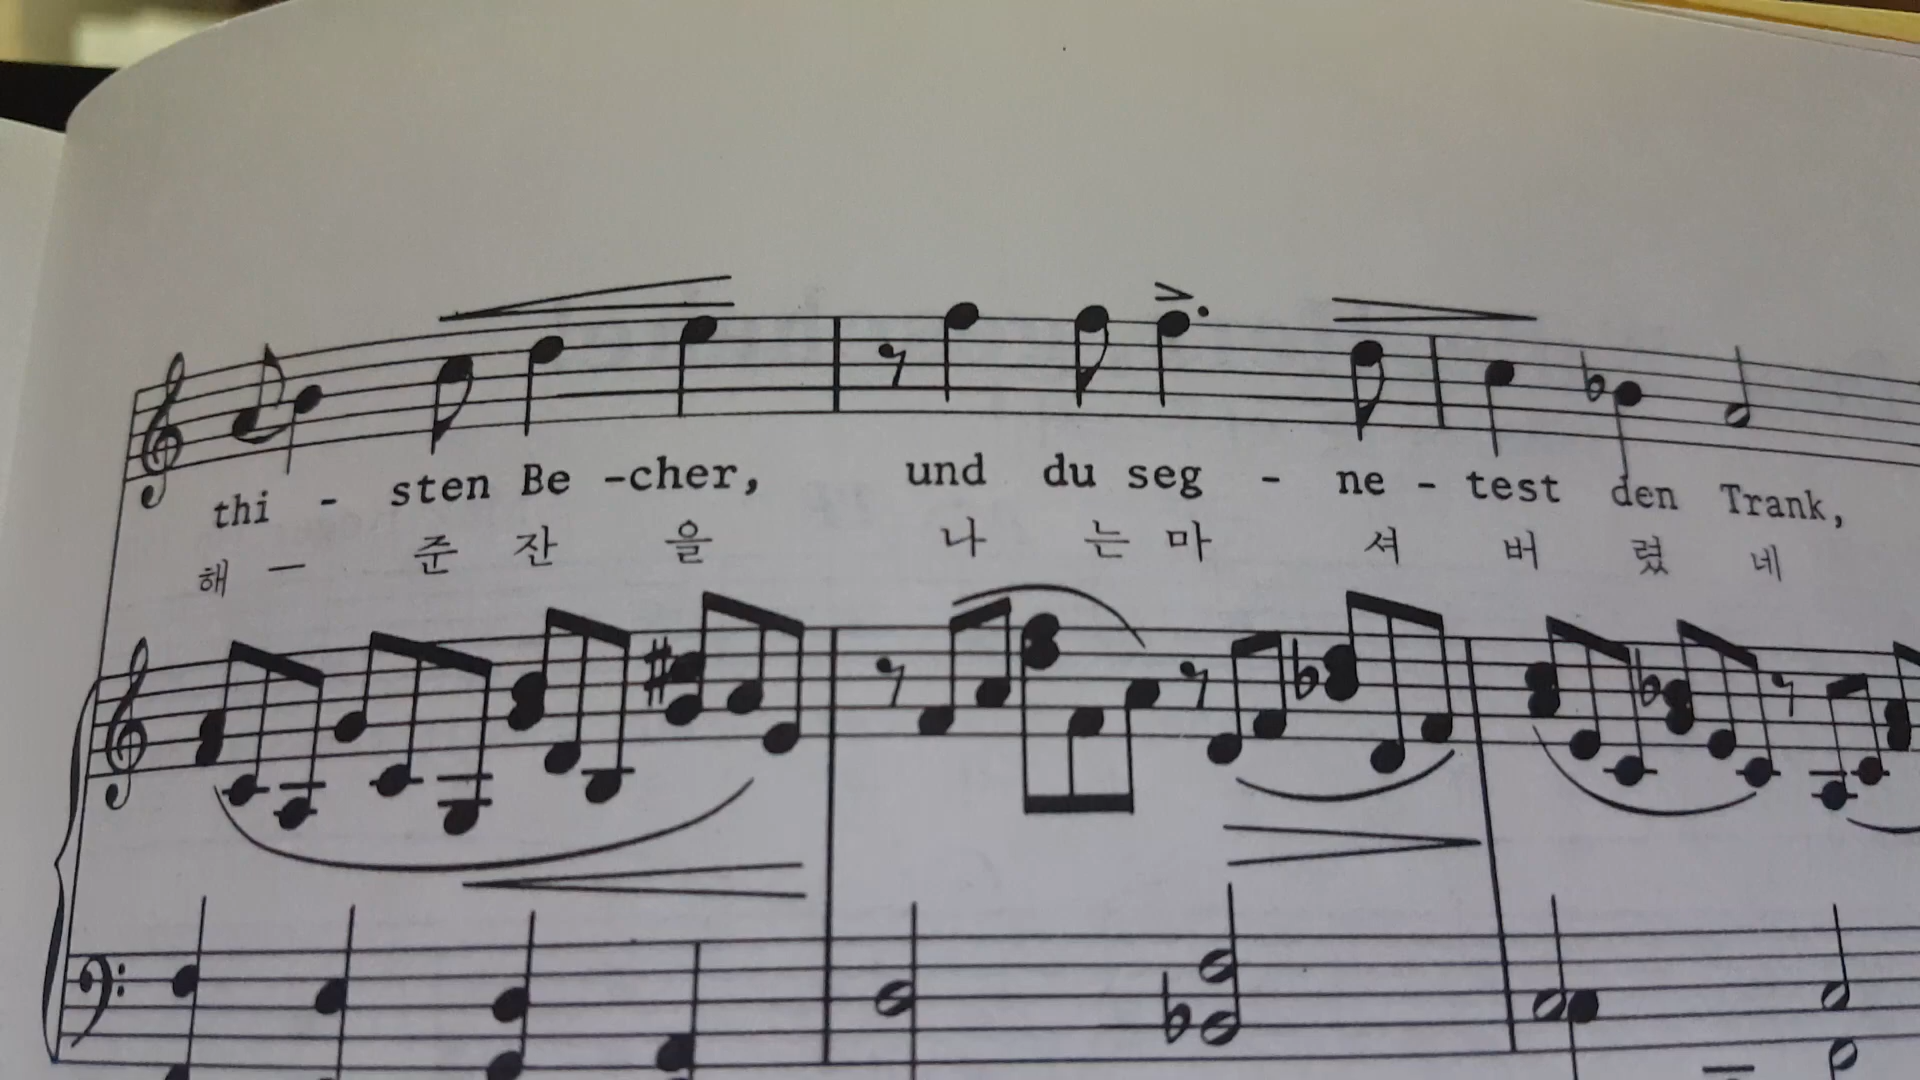 thi - sten Be -cher, und du seg - ne - test den Trank,
해 — 준 잔 을 나 는 마 셔 버 렸 네